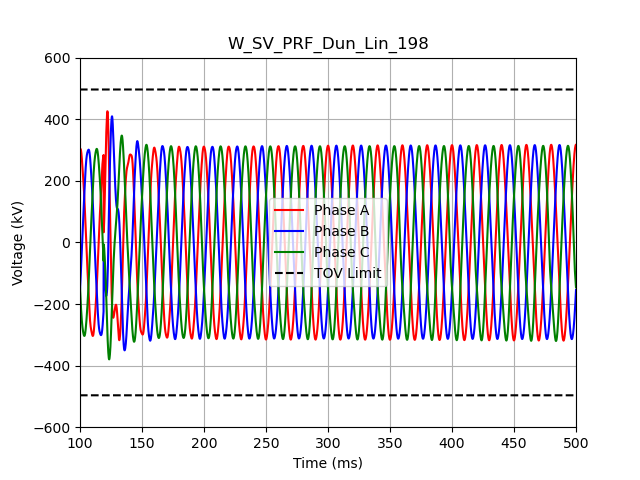 W_SV_PRF_Dun_Lin_198
600
400
200
0
−200
−400
−600
Voltage (kV)
Phase A
Phase B
Phase C
TOV Limit
100
150
200
250
300
350
400
450
500
Time (ms)